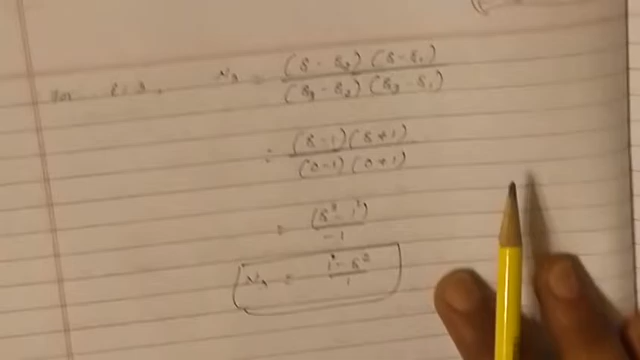 For i = 3, N₃ = (s - s₂) (s - s₁) / (s₃ - s₂) (s₃ - s₁)
= (s - 1) (s + 1) / (0 - 1) (0 + 1)
= (s² - 1²) / -1
N₃ = 1² - s² / 1